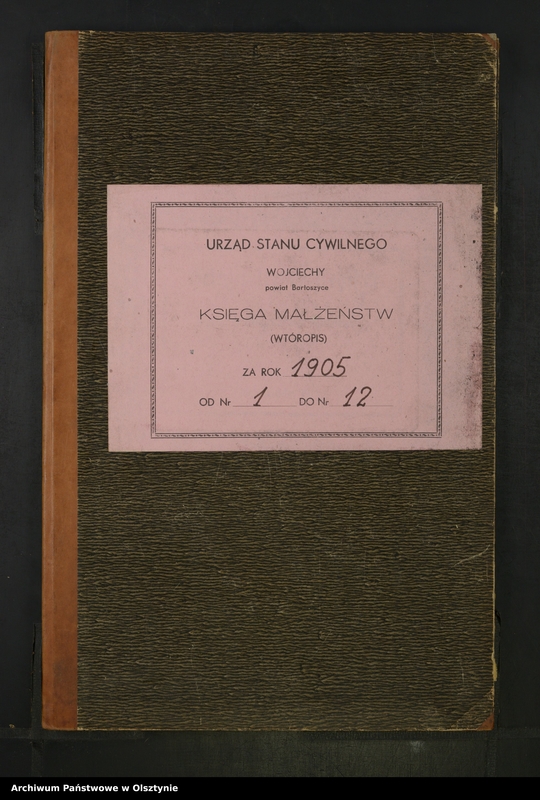 URZĄD STANU CYWILNEGO
WOJCIECHY
powiat Bartoszyce
KSIĘGA MAŁŻEŃSTW
(WTÓROPIS)
ZA ROK 1905
OD Nr 1 DO Nr 12
Archiwum Państwowe w Olsztynie